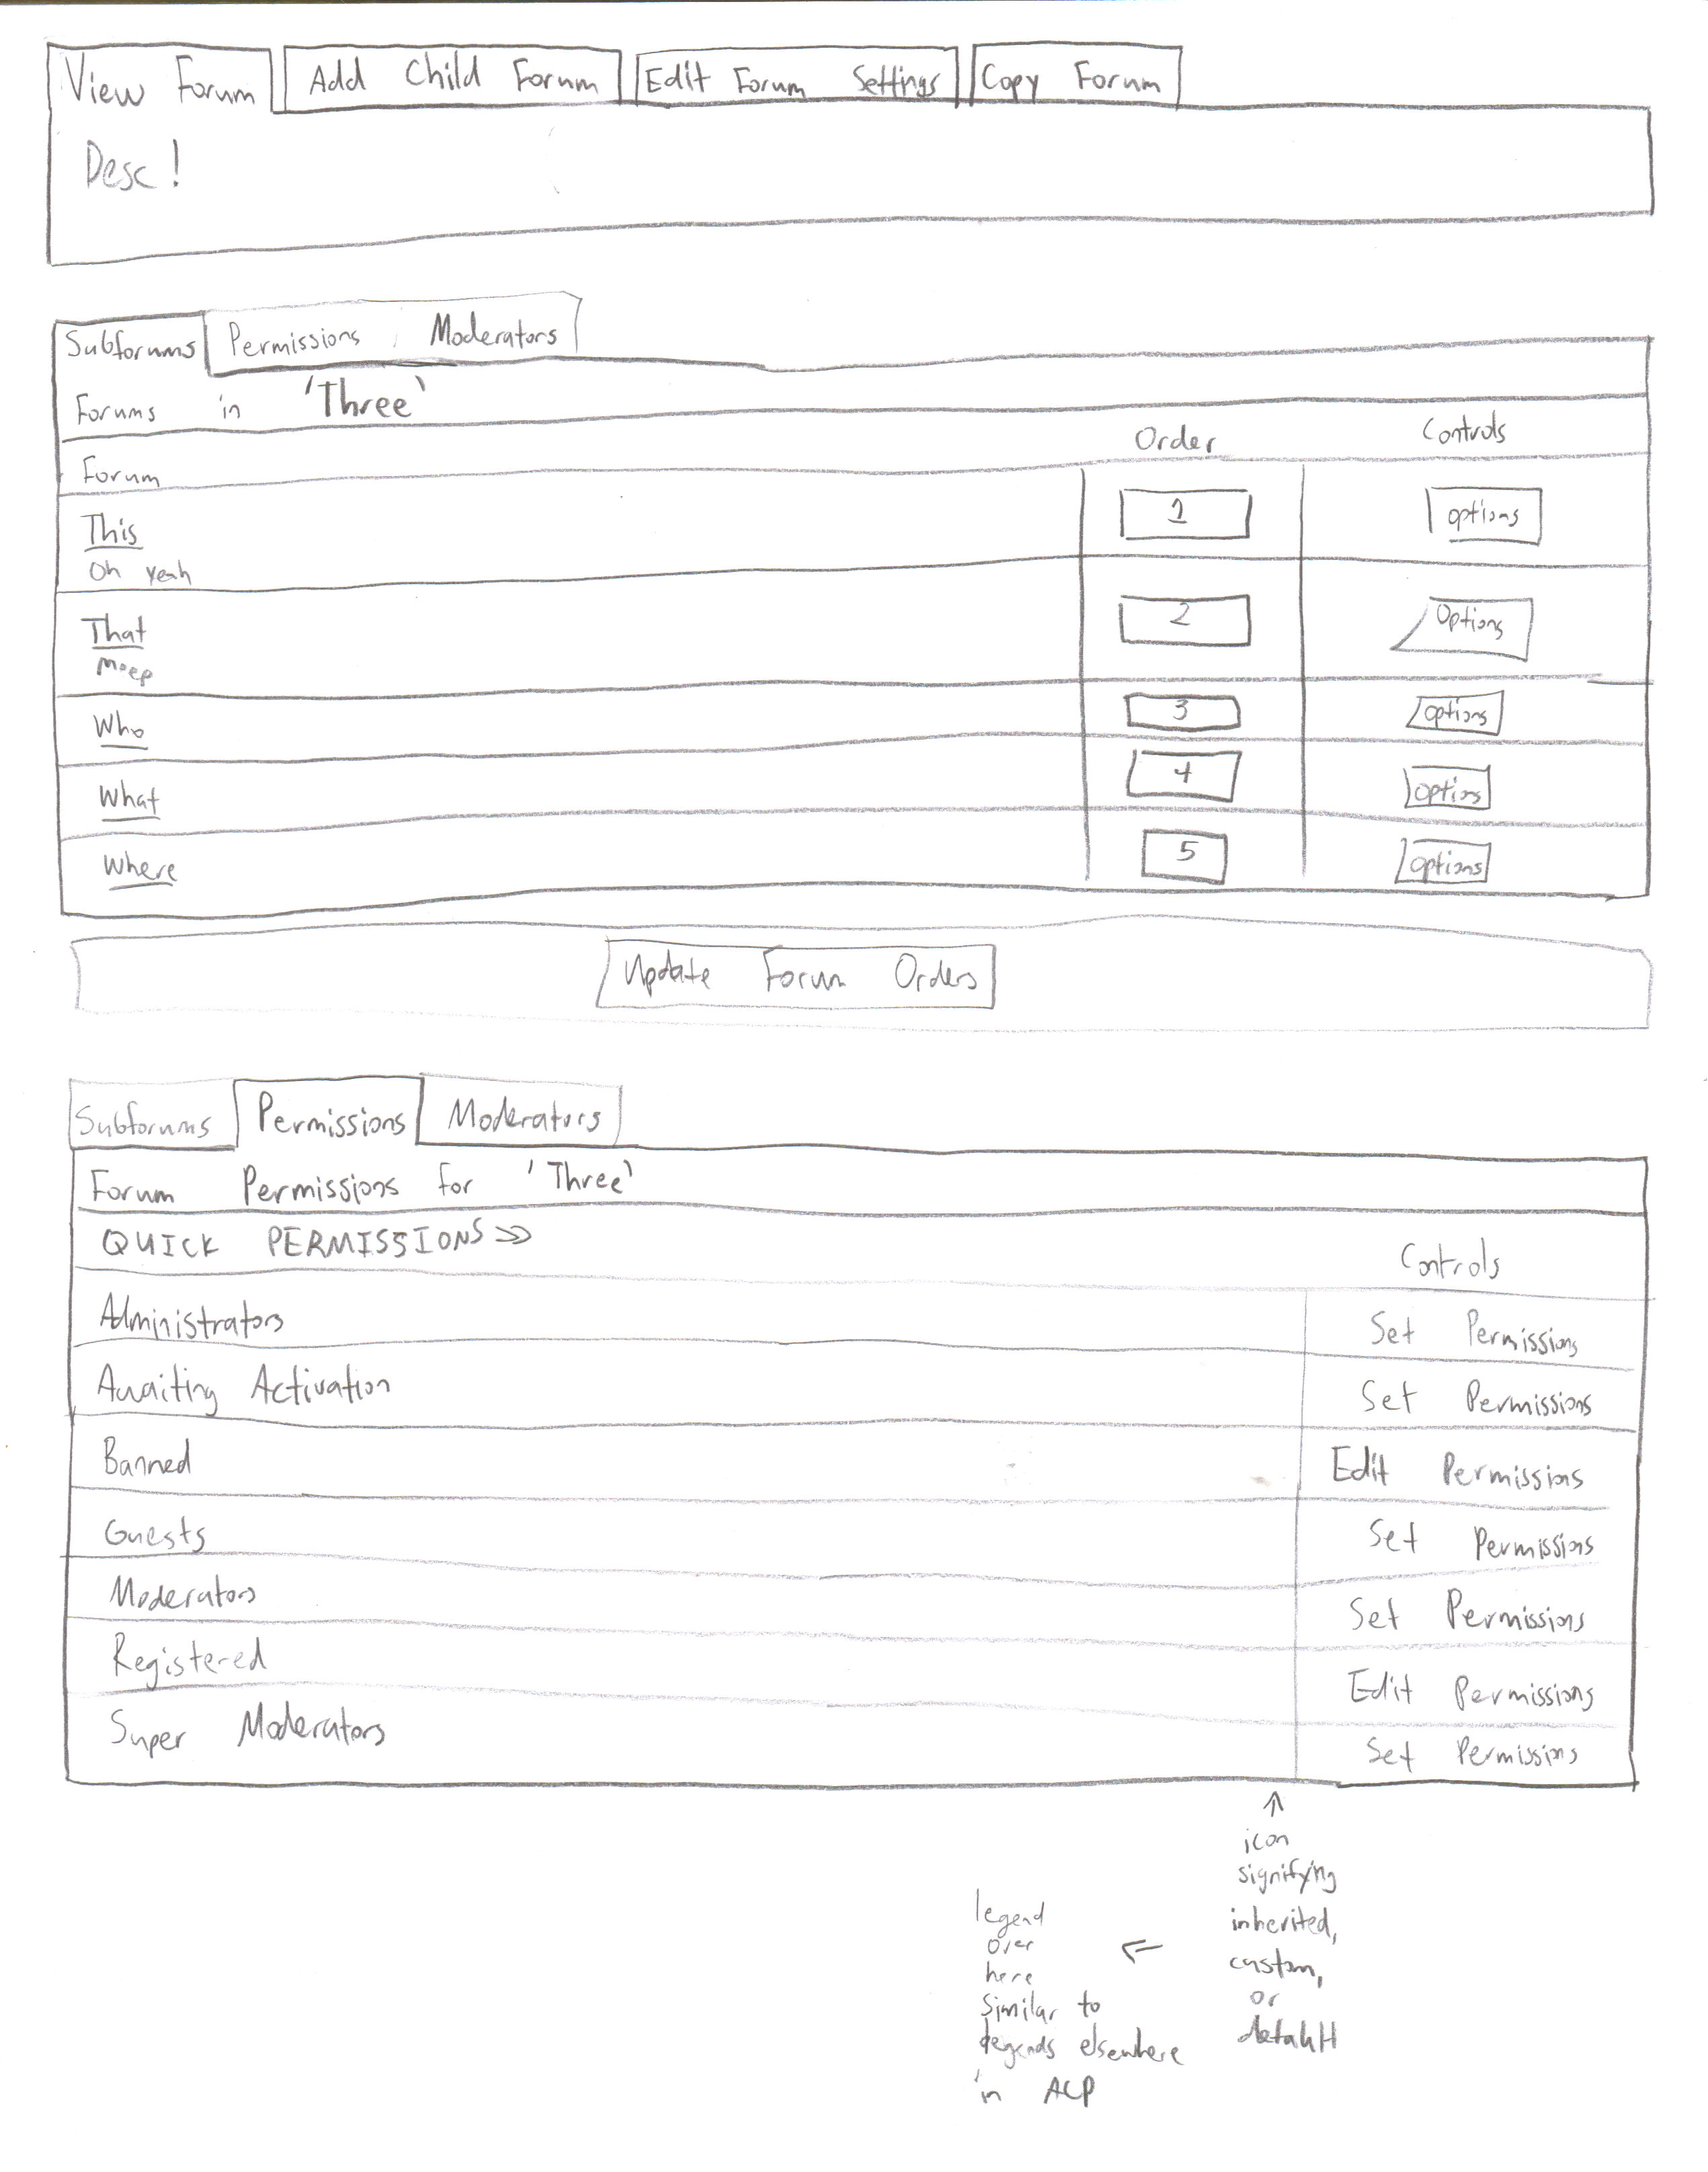 View Forum Add Child Forum Edit Forum Settings Copy Forum
Desc!
Subforums Permissions Moderators
Forums in 'Three'
Forum Order Controls
This 1 options
Oh yeah
That 2 Options
Moep
Who 3 options
What 4 options
Where 5 options
Update Forum Orders
Subforums Permissions Moderators
Forum Permissions for 'Three'
QUICK PERMISSIONS >> Controls
Administrators Set Permissions
Awaiting Activation Set Permissions
Banned Edit Permissions
Guests Set Permissions
Moderators Set Permissions
Registered Edit Permissions
Super Moderators Set Permissions
↑
icon
signifying
inherited,
custom,
or
default
←
legend
over
here
similar to
legends elsewhere
in ACP